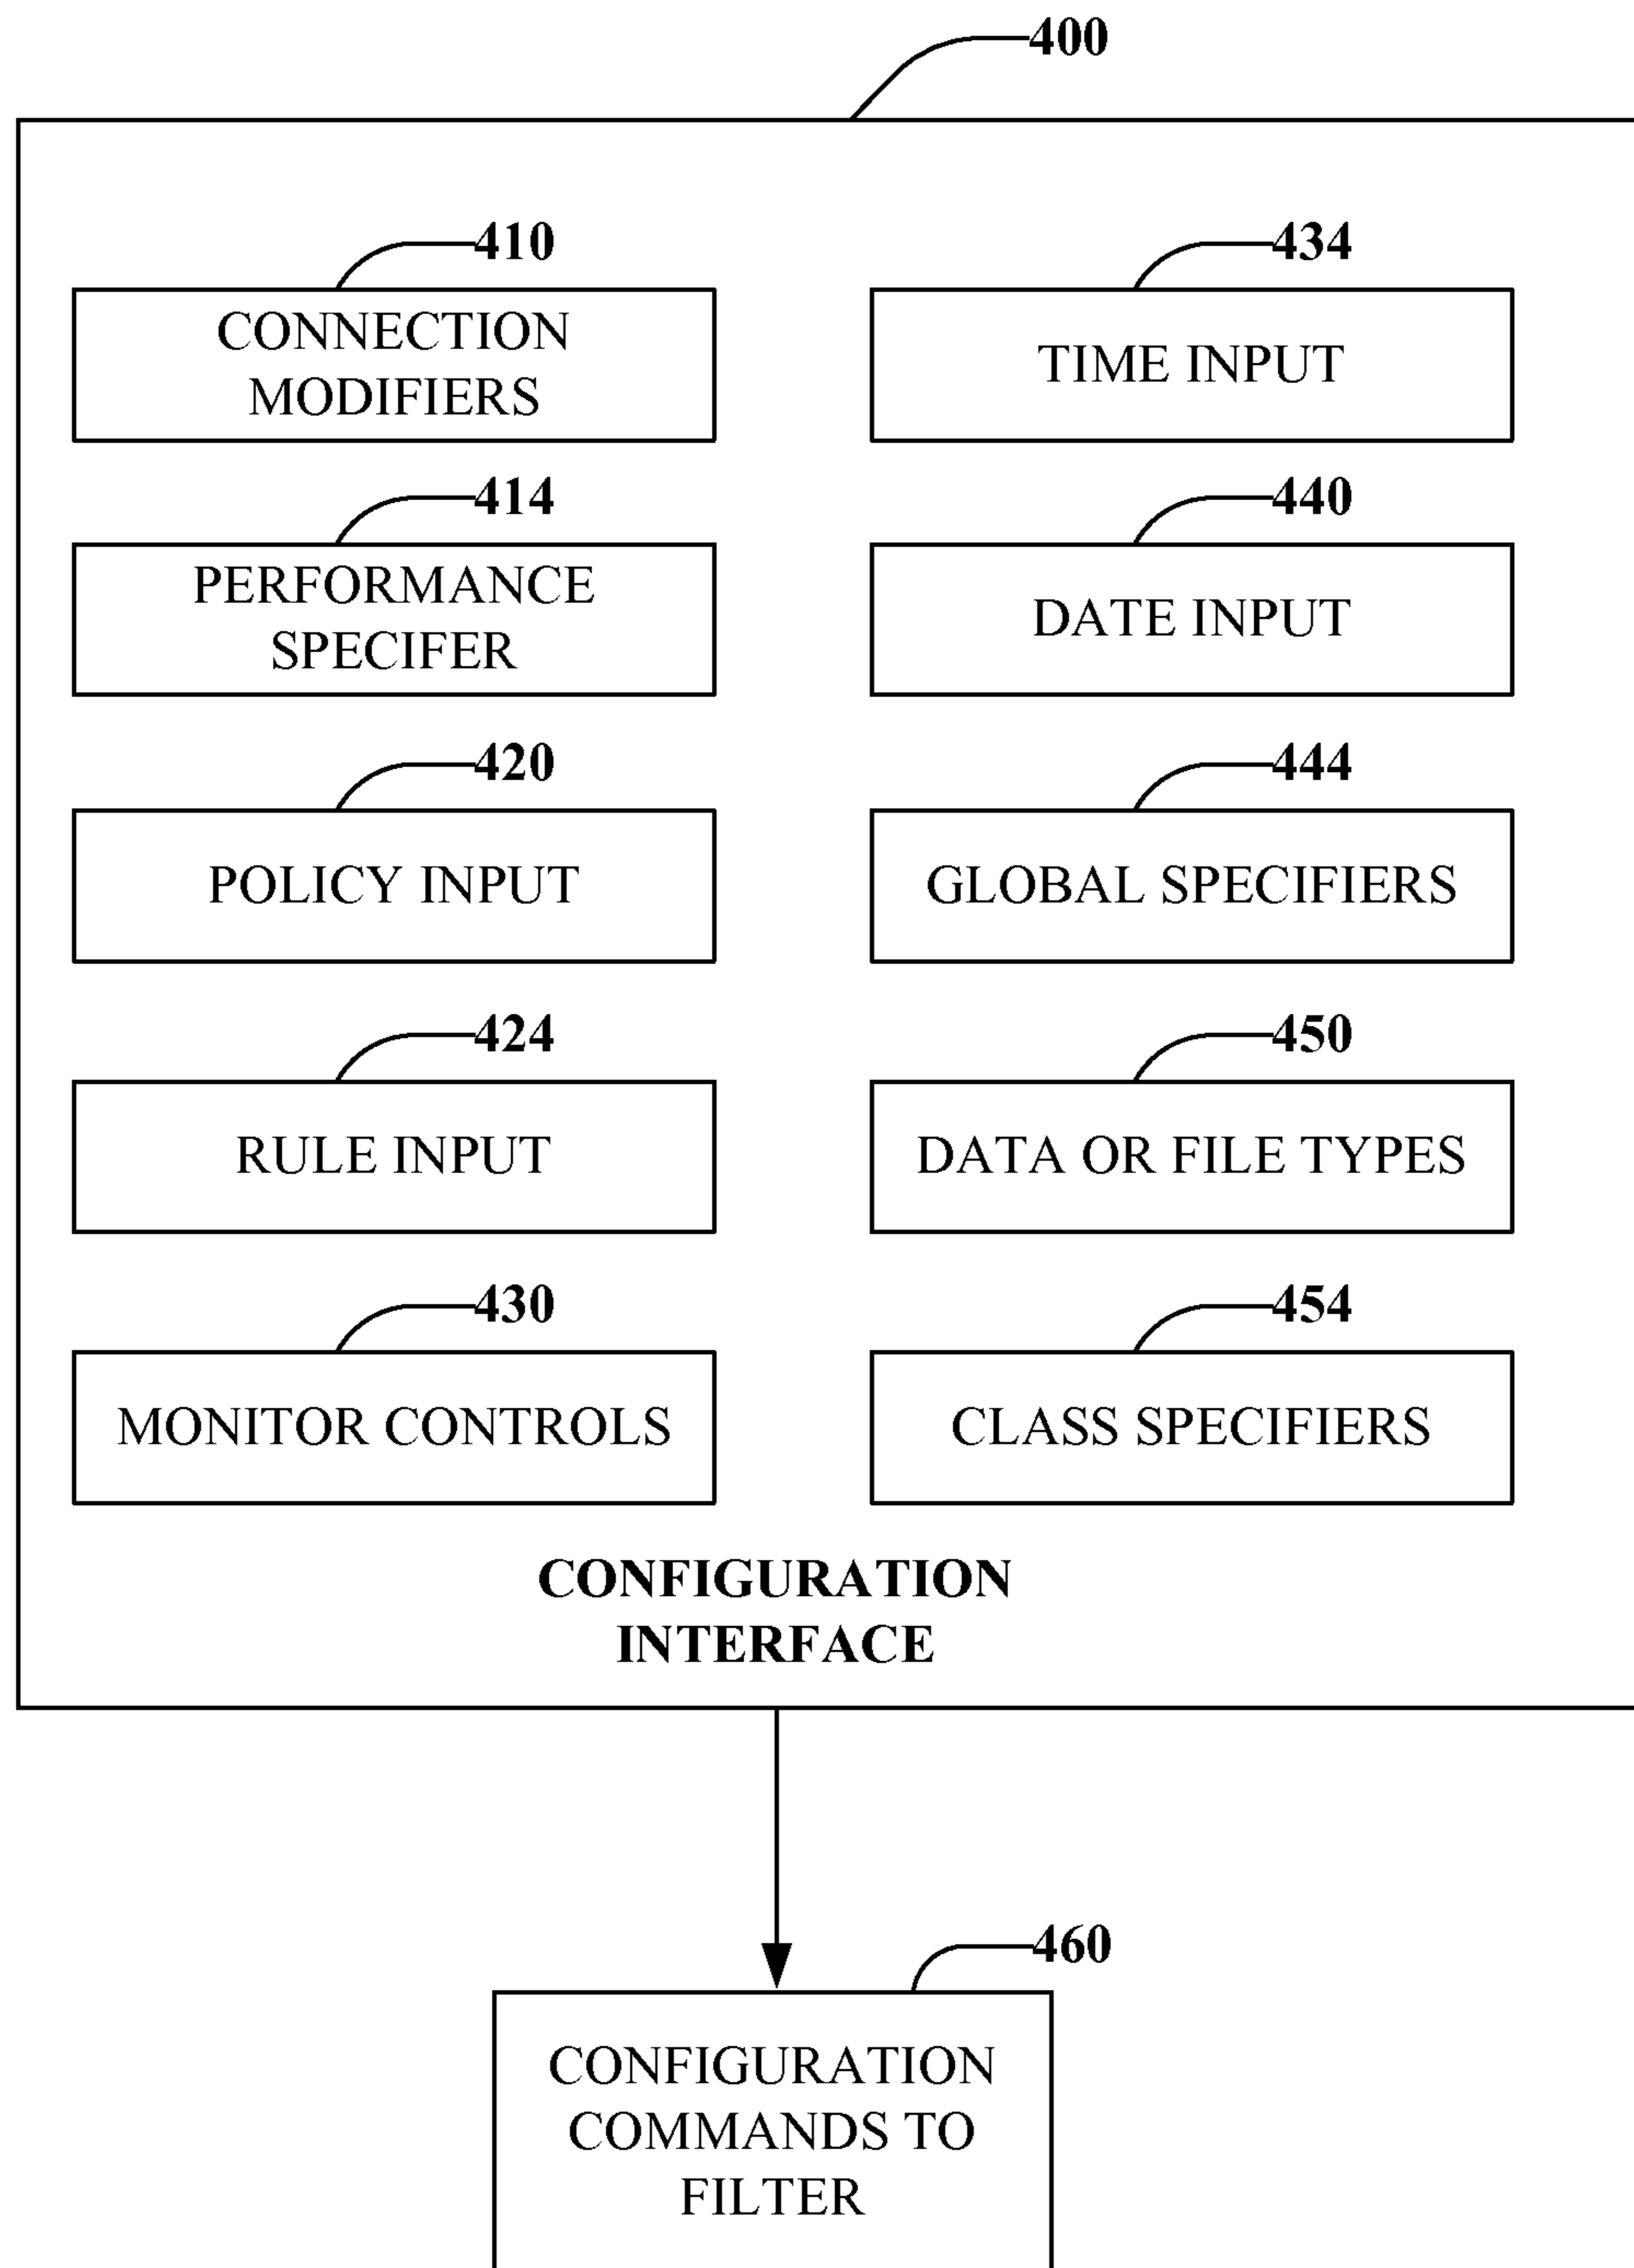 400
410
CONNECTION
MODIFIERS
434
TIME INPUT
414
PERFORMANCE
SPECIFER
440
DATE INPUT
420
POLICY INPUT
444
GLOBAL SPECIFIERS
424
RULE INPUT
450
DATA OR FILE TYPES
430
MONITOR CONTROLS
454
CLASS SPECIFIERS
CONFIGURATION
INTERFACE
460
CONFIGURATION
COMMANDS TO
FILTER